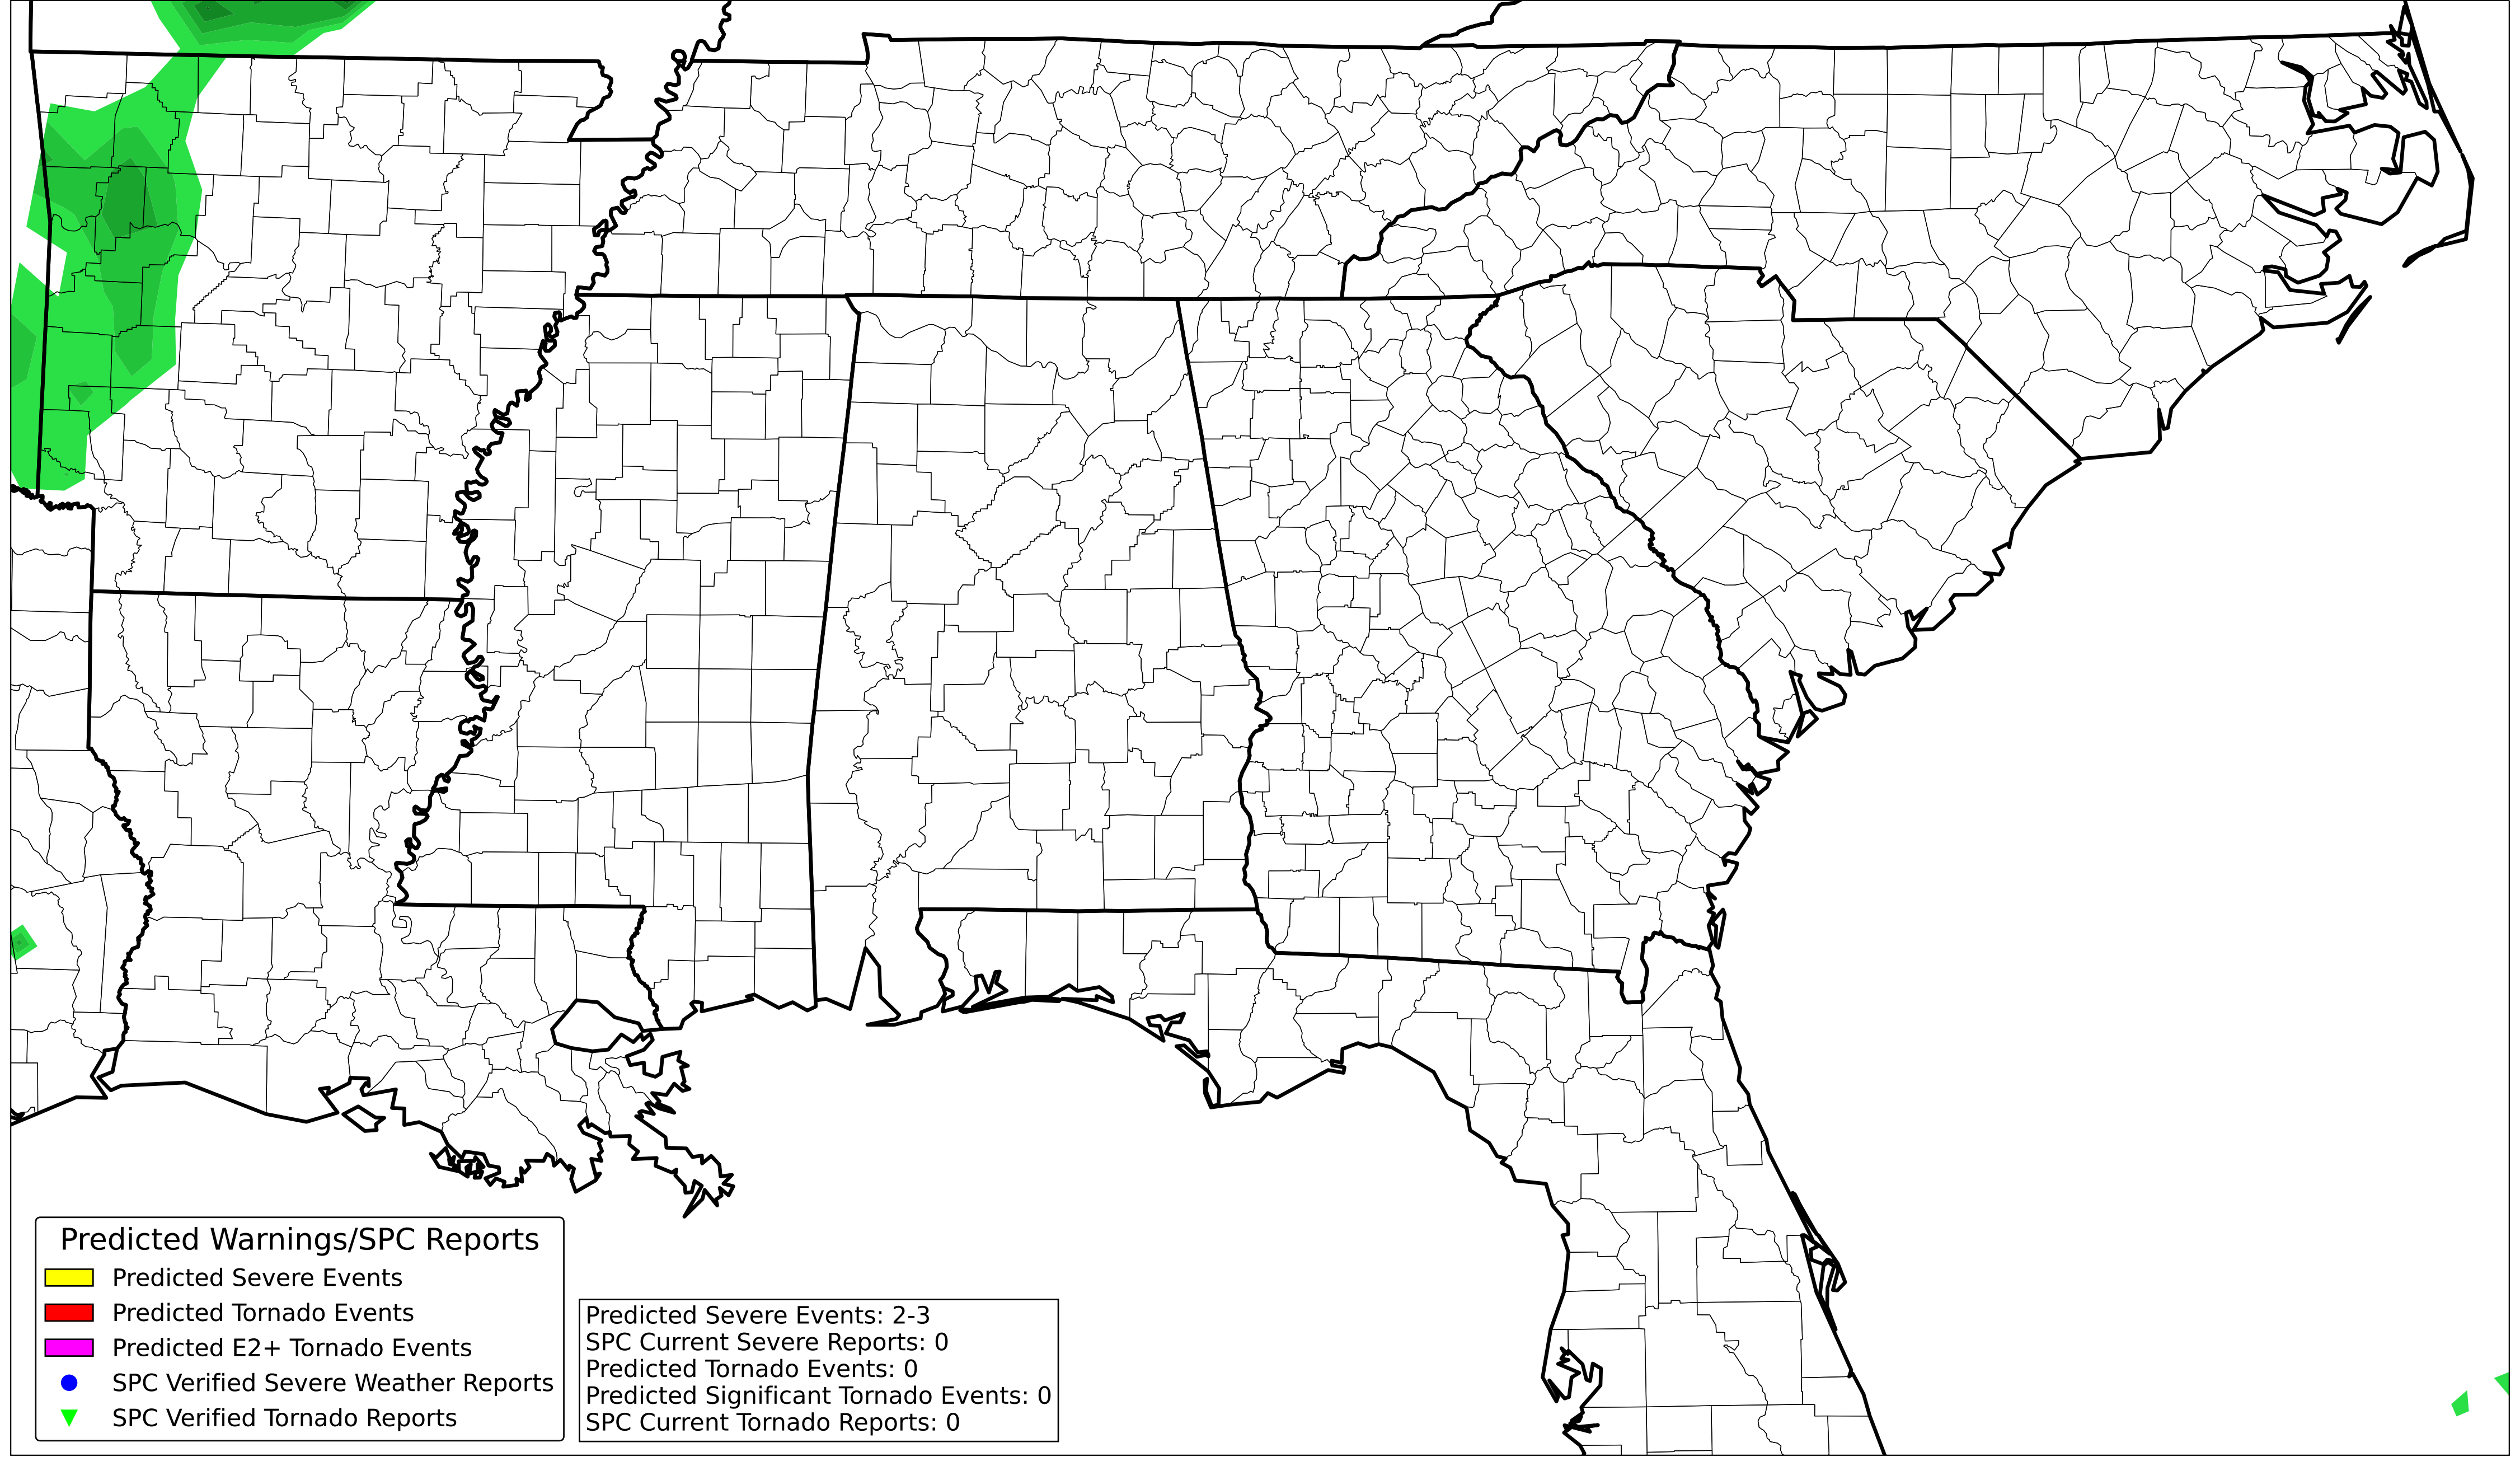 Predicted Warnings/SPC Reports
Predicted Severe Events
Predicted Tornado Events
Predicted E2+ Tornado Events
SPC Verified Severe Weather Reports
SPC Verified Tornado Reports
Predicted Severe Events: 2-3
SPC Current Severe Reports: 0
Predicted Tornado Events: 0
Predicted Significant Tornado Events: 0
SPC Current Tornado Reports: 0